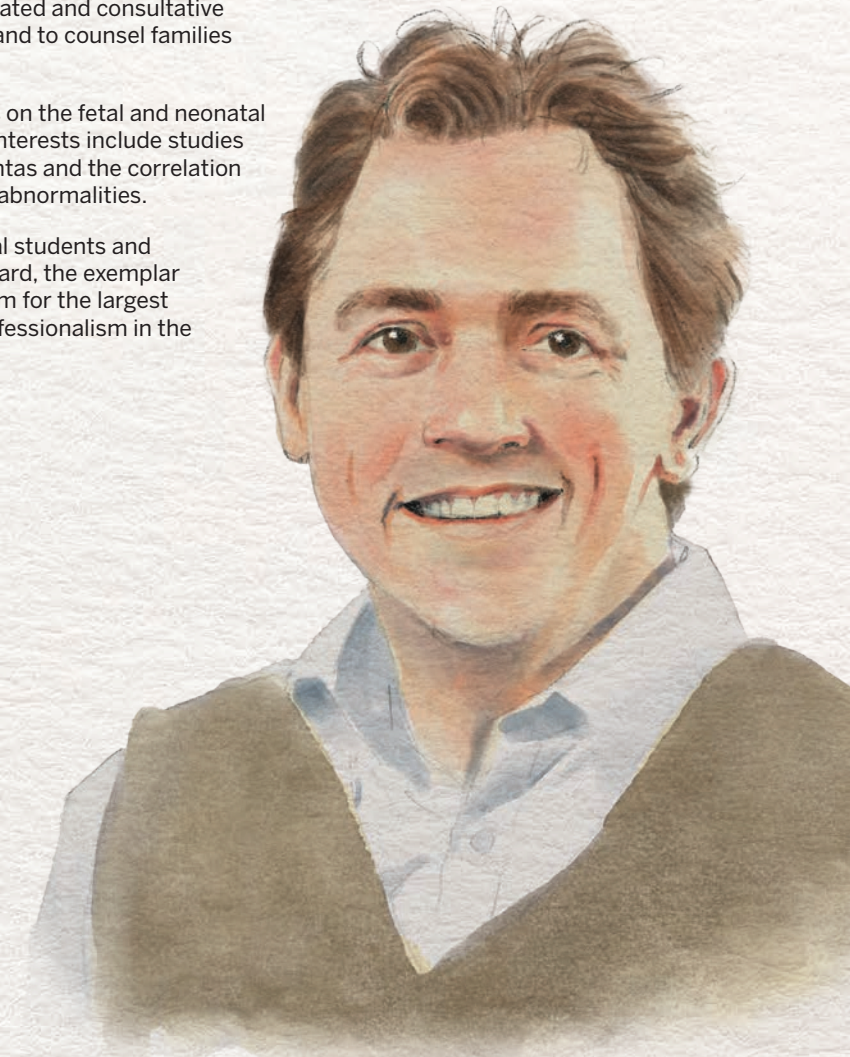 ated and consultative
and to counsel families
on the fetal and neonatal
nterests include studies
ntas and the correlation
abnormalities.
al students and
ard, the exemplar
m for the largest
fessionalism in the